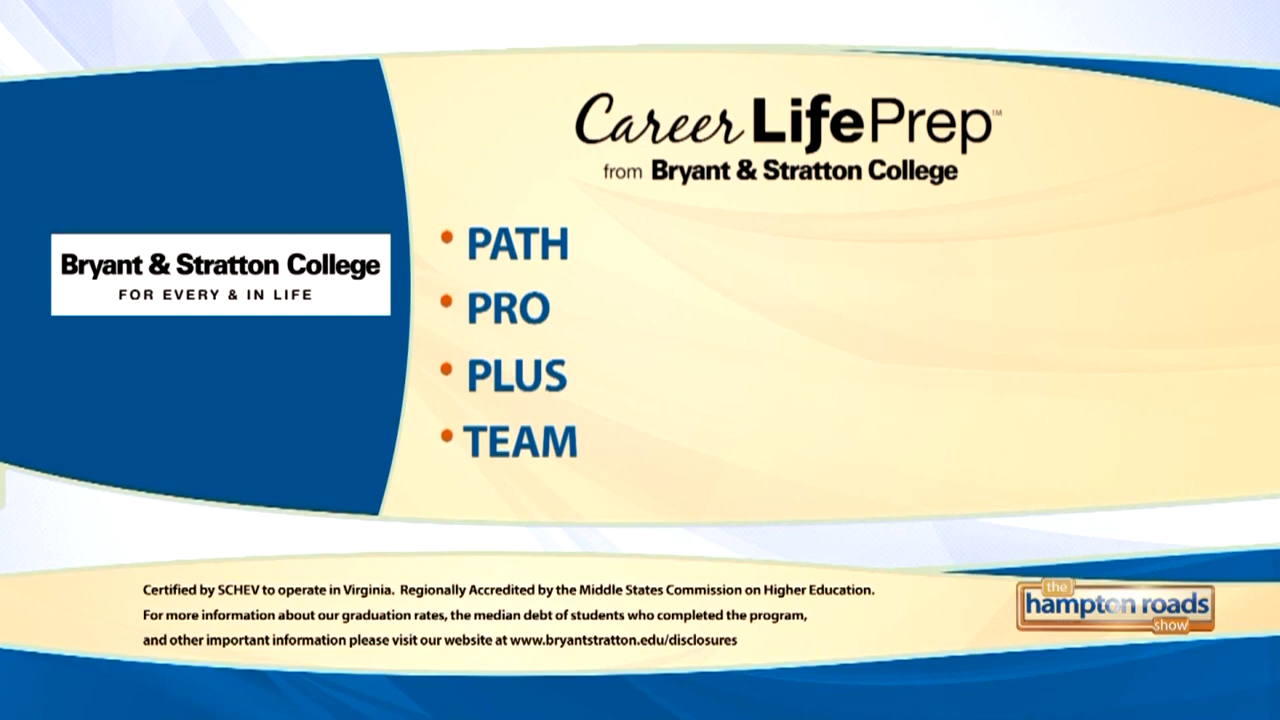 Career LifePrep™
from Bryant & Stratton College
Bryant & Stratton College
FOR EVERY & IN LIFE
• PATH
• PRO
• PLUS
• TEAM
Certified by SCHEV to operate in Virginia. Regionally Accredited by the Middle States Commission on Higher Education.
For more information about our graduation rates, the median debt of students who completed the program,
and other important information please visit our website at www.bryantstratton.edu/disclosures
the
hampton roads
show